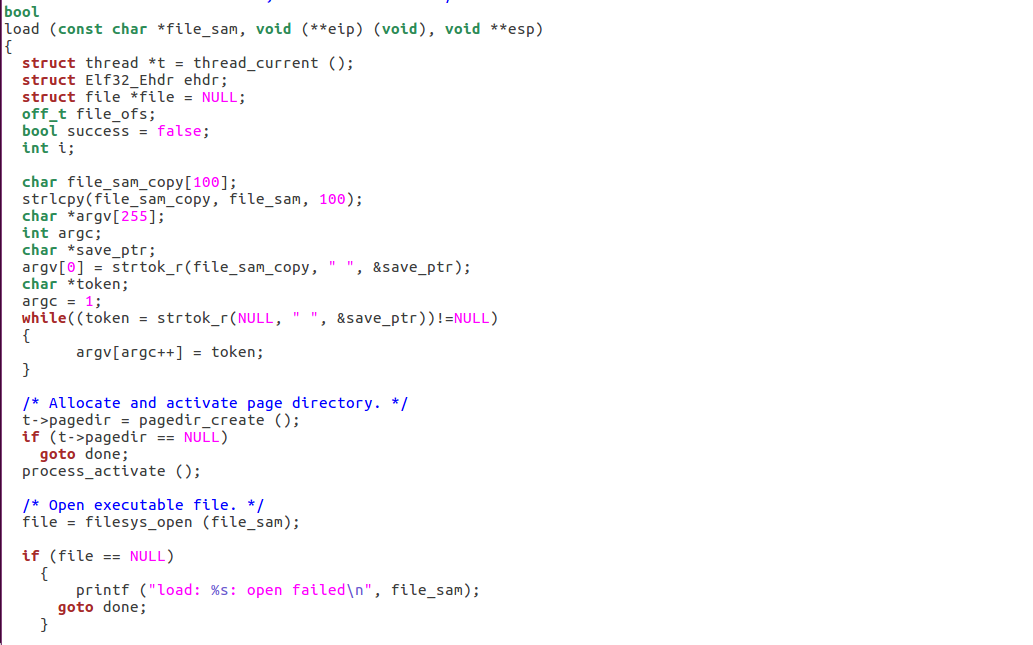 bool
load (const char *file_sam, void (**eip) (void), void **esp)
{
  struct thread *t = thread_current ();
  struct Elf32_Ehdr ehdr;
  struct file *file = NULL;
  off_t file_ofs;
  bool success = false;
  int i;

  char file_sam_copy[100];
  strlcpy(file_sam_copy, file_sam, 100);
  char *argv[255];
  int argc;
  char *save_ptr;
  argv[0] = strtok_r(file_sam_copy, " ", &save_ptr);
  char *token;
  argc = 1;
  while((token = strtok_r(NULL, " ", &save_ptr))!=NULL)
  {
        argv[argc++] = token;
  }

  /* Allocate and activate page directory. */
  t->pagedir = pagedir_create ();
  if (t->pagedir == NULL)
    goto done;
  process_activate ();

  /* Open executable file. */
  file = filesys_open (file_sam);

  if (file == NULL)
    {
        printf ("load: %s: open failed\n", file_sam);
      goto done;
    }